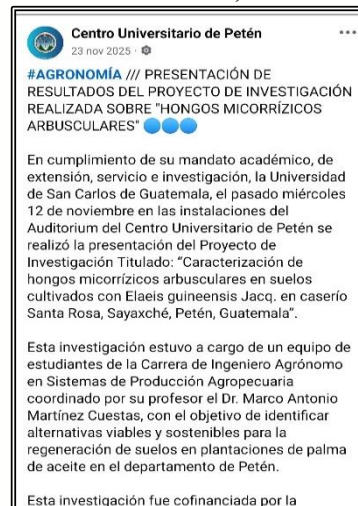 Centro Universitario de Petén
23 nov 2025 ·
#AGRONOMÍA /// PRESENTACIÓN DE
RESULTADOS DEL PROYECTO DE INVESTIGACIÓN
REALIZADA SOBRE "HONGOS MICORRÍZICOS
ARBUSCULARES"
En cumplimiento de su mandato académico, de
extensión, servicio e investigación, la Universidad
de San Carlos de Guatemala, el pasado miércoles
12 de noviembre en las instalaciones del
Auditorium del Centro Universitario de Petén se
realizó la presentación del Proyecto de
Investigación Titulado: “Caracterización de
hongos micorrízicos arbusculares en suelos
cultivados con Elaeis guineensis Jacq. en caserío
Santa Rosa, Sayaxché, Petén, Guatemala”.
Esta investigación estuvo a cargo de un equipo de
estudiantes de la Carrera de Ingeniero Agrónomo
en Sistemas de Producción Agropecuaria
coordinado por su profesor el Dr. Marco Antonio
Martínez Cuestas, con el objetivo de identificar
alternativas viables y sostenibles para la
regeneración de suelos en plantaciones de palma
de aceite en el departamento de Petén.
Esta investigación fue cofinanciada por la